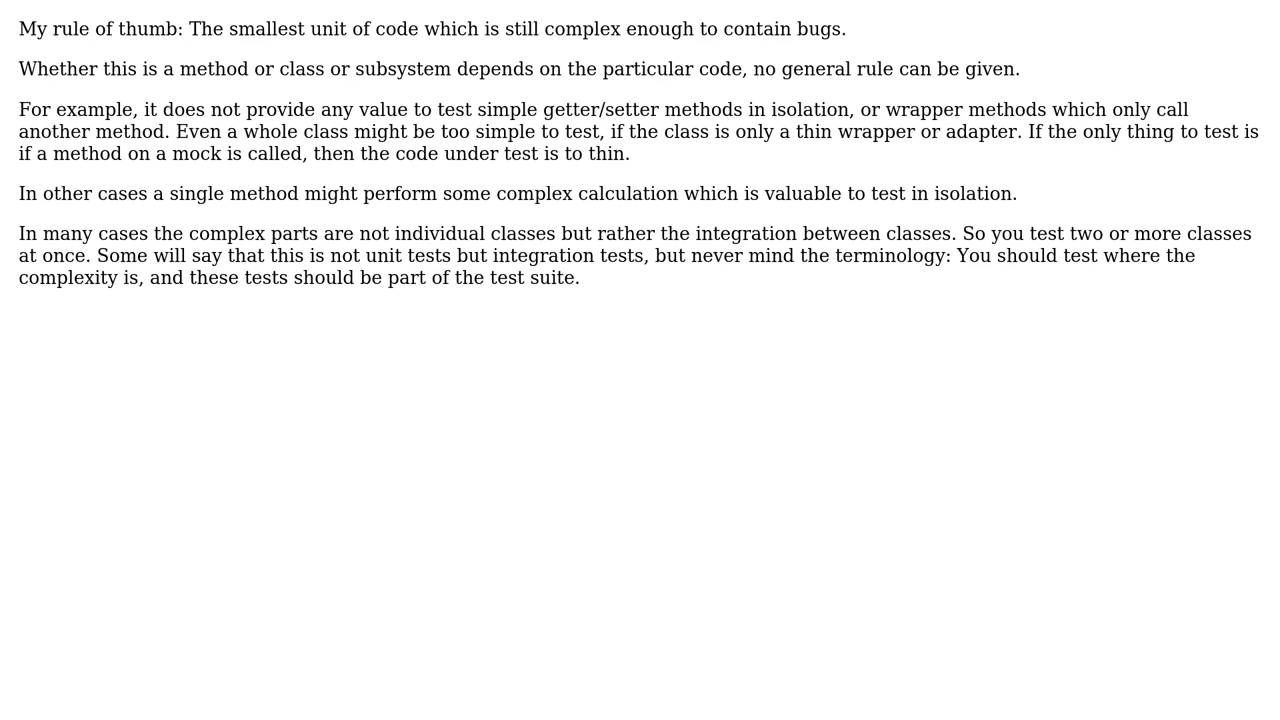 My rule of thumb: The smallest unit of code which is still complex enough to contain bugs.
Whether this is a method or class or subsystem depends on the particular code, no general rule can be given.
For example, it does not provide any value to test simple getter/setter methods in isolation, or wrapper methods which only call
another method. Even a whole class might be too simple to test, if the class is only a thin wrapper or adapter. If the only thing to test is
if a method on a mock is called, then the code under test is to thin.
In other cases a single method might perform some complex calculation which is valuable to test in isolation.
In many cases the complex parts are not individual classes but rather the integration between classes. So you test two or more classes
at once. Some will say that this is not unit tests but integration tests, but never mind the terminology: You should test where the
complexity is, and these tests should be part of the test suite.